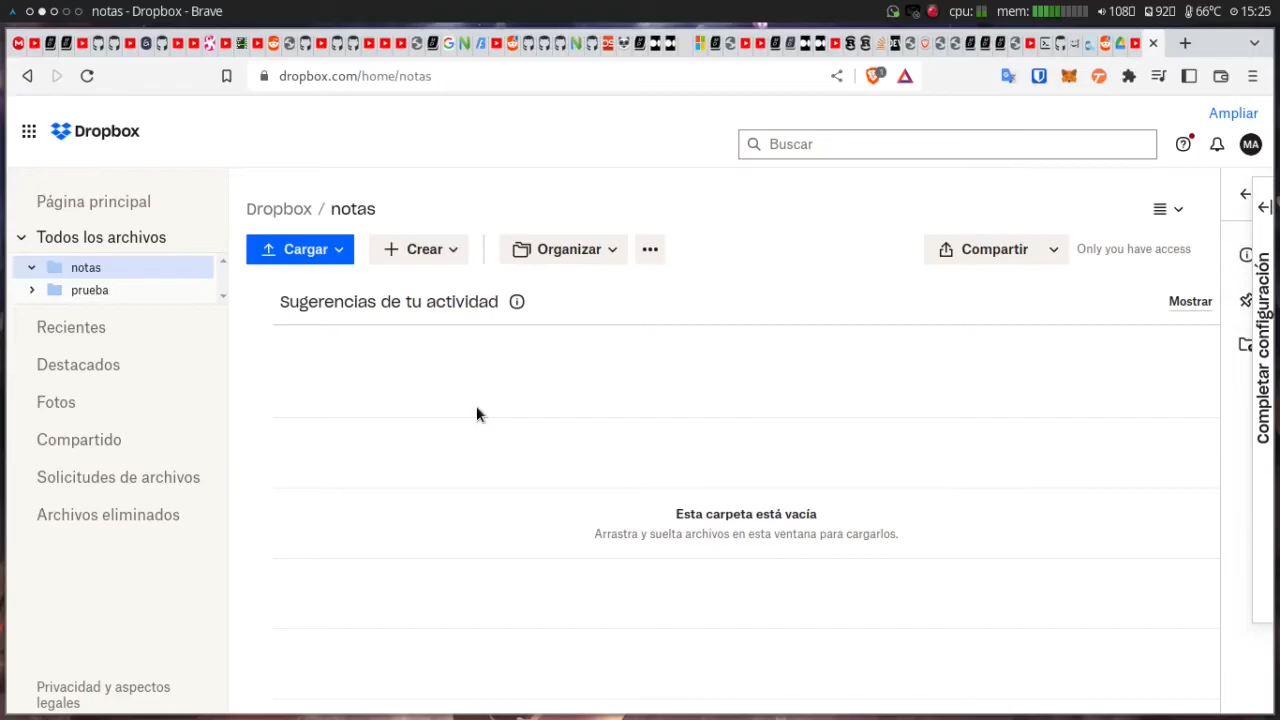 notas - Dropbox - Brave
cpu: mem: 108 92 66°C 15:25
dropbox.com/home/notas
Ampliar
Dropbox
Buscar
MA
Página principal
Todos los archivos
notas
prueba
Recientes
Destacados
Fotos
Compartido
Solicitudes de archivos
Archivos eliminados
Privacidad y aspectos
legales
Dropbox / notas
Cargar
Crear
Organizar
Compartir
Only you have access
Sugerencias de tu actividad
Mostrar
Esta carpeta está vacía
Arrastra y suelta archivos en esta ventana para cargarlos.
Completar configuración